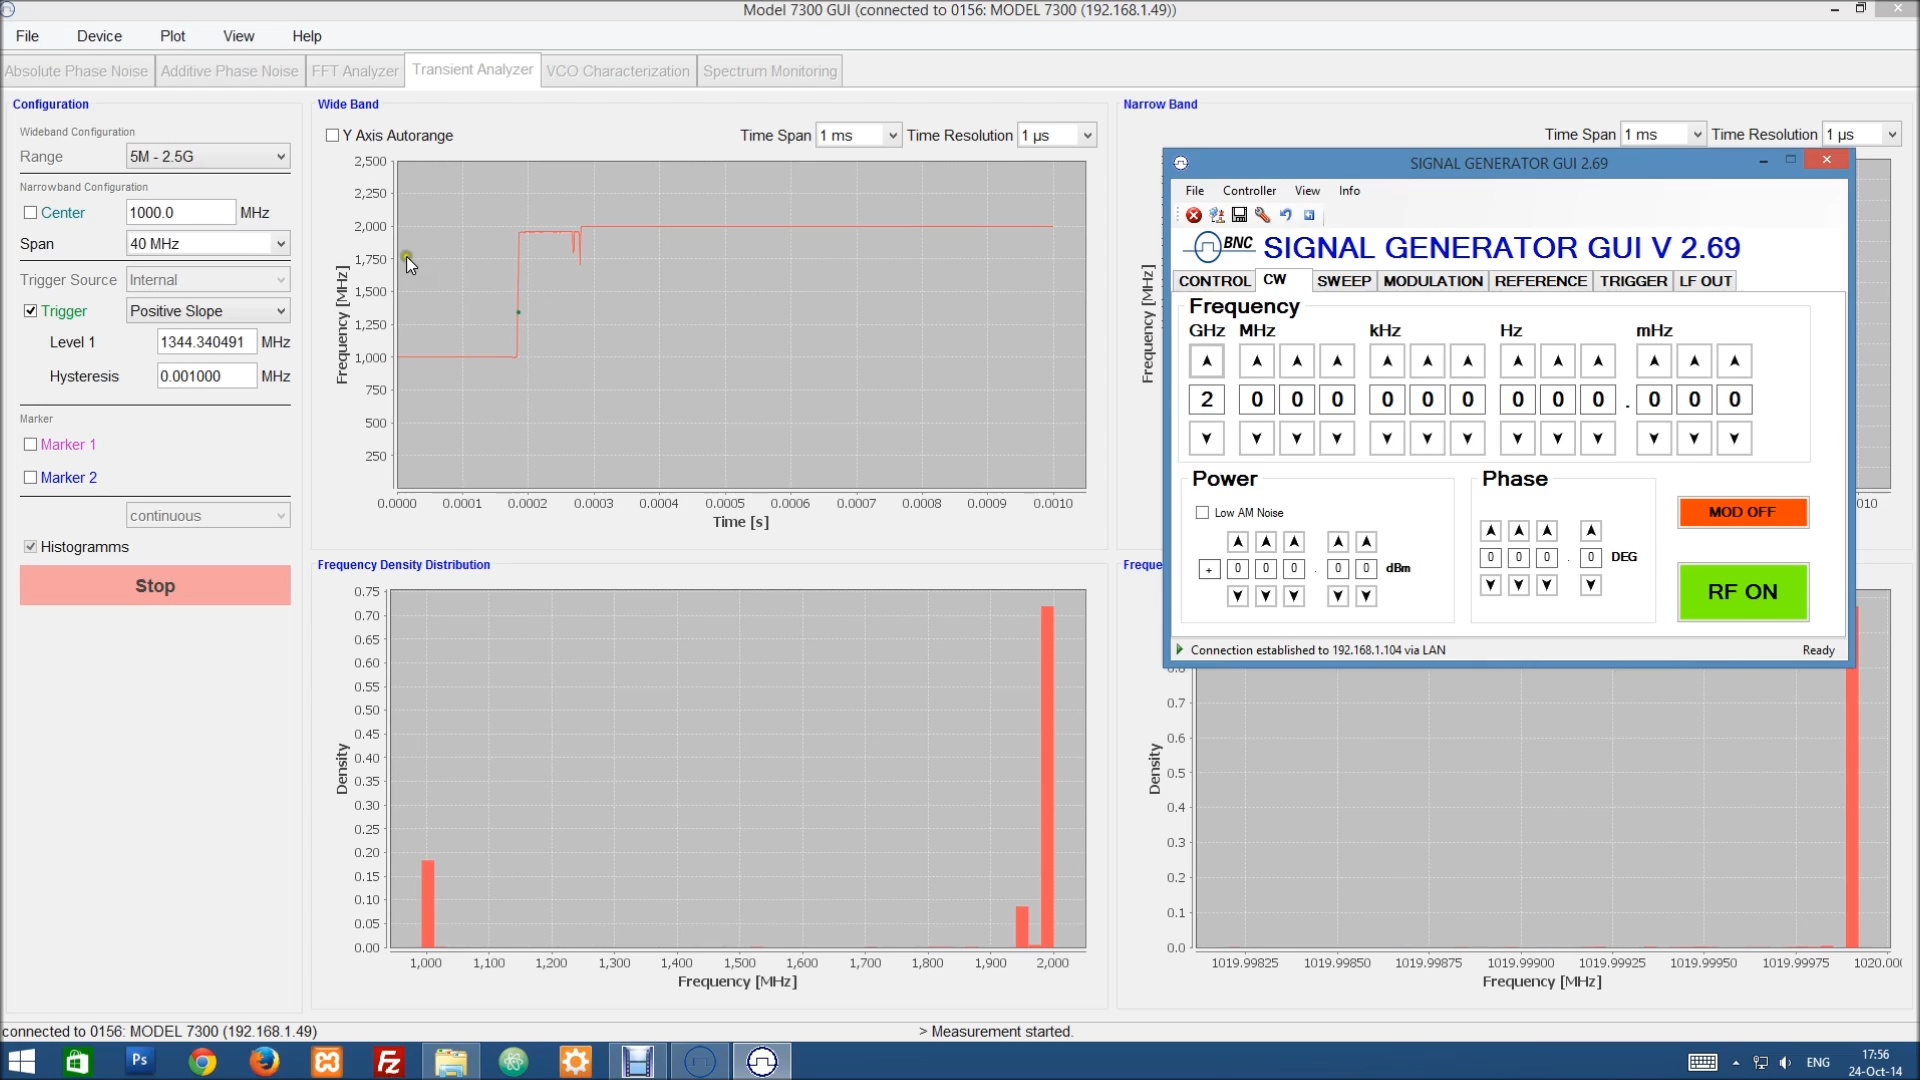 Model 7300 GUI (connected to 0156: MODEL 7300 (192.168.1.49))
File Device Plot View Help
Absolute Phase Noise Additive Phase Noise FFT Analyzer Transient Analyzer VCO Characterization Spectrum Monitoring
Configuration
Wideband Configuration
Range 5M - 2.5G
Narrowband Configuration
Center 1000.0 MHz
Span 40 MHz
Trigger Source Internal
Trigger Positive Slope
Level 1 1344.340491 MHz
Hysteresis 0.001000 MHz
Marker
Marker 1
Marker 2
continuous
Histogramms
Stop
Wide Band
Y Axis Autorange Time Span 1 ms Time Resolution 1 µs
2,500
2,250
2,000
1,750
1,500
1,250
1,000
750
500
250
Frequency [MHz]
0.0000 0.0001 0.0002 0.0003 0.0004 0.0005 0.0006 0.0007 0.0008 0.0009 0.0010
Time [s]
Frequency Density Distribution
0.75
0.70
0.65
0.60
0.55
0.50
0.45
0.40
0.35
0.30
0.25
0.20
0.15
0.10
0.05
0.00
Density
1,000 1,100 1,200 1,300 1,400 1,500 1,600 1,700 1,800 1,900 2,000
Frequency [MHz]
Narrow Band
Time Span 1 ms Time Resolution 1 µs
Frequency [MHz]
010
SIGNAL GENERATOR GUI 2.69
File Controller View Info
BNC SIGNAL GENERATOR GUI V 2.69
CONTROL CW SWEEP MODULATION REFERENCE TRIGGER LF OUT
Frequency
GHz MHz kHz Hz mHz
2 0 0 0 0 0 0 0 0 0 . 0 0 0
Power
Low AM Noise
+ 0 0 0 . 0 0 dBm
Phase
0 0 0 . 0 DEG
MOD OFF
RF ON
Connection established to 192.168.1.104 via LAN Ready
Freque
0.8
0.7
0.6
0.5
0.4
0.3
0.2
0.1
0.0
Density
1019.99825 1019.99850 1019.99875 1019.99900 1019.99925 1019.99950 1019.99975 1020.00
Frequency [MHz]
connected to 0156: MODEL 7300 (192.168.1.49) > Measurement started.
Ps
Fz
ENG
17:56
24-Oct-14